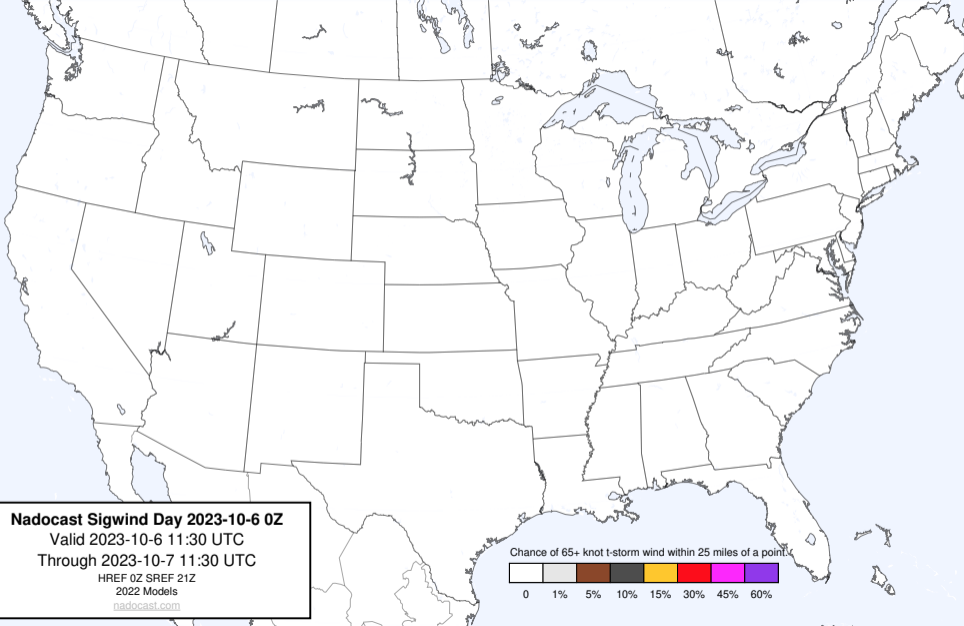 Nadocast Sigwind Day 2023-10-6 0Z
Valid 2023-10-6 11:30 UTC
Through 2023-10-7 11:30 UTC
HREF 0Z SREF 21Z
2022 Models
nadocast.com
Chance of 65+ knot t-storm wind within 25 miles of a point.
0 1% 5% 10% 15% 30% 45% 60%